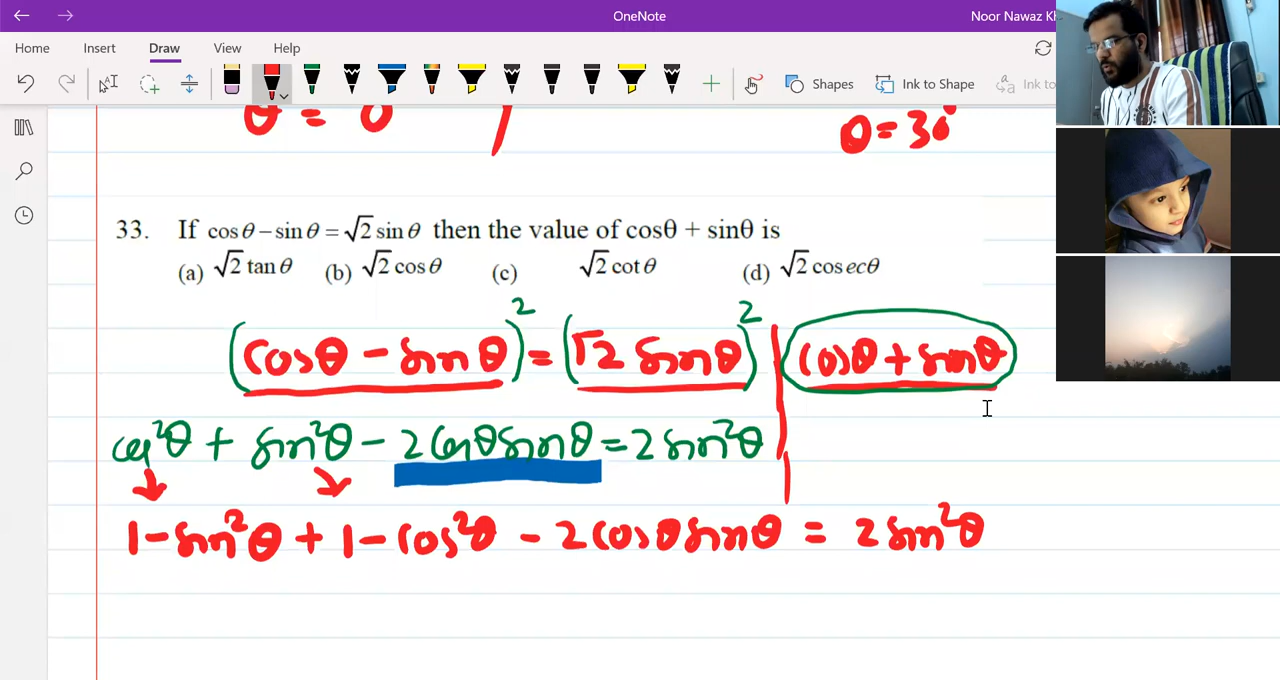 OneNote
Noor Nawaz Kh
Home Insert Draw View Help
Shapes Ink to Shape Ink to
θ = 0
θ = 30°
33. If cosθ – sinθ = √2 sinθ then the value of cosθ + sinθ is
(a) √2 tanθ (b) √2 cosθ (c) √2 cotθ (d) √2 cosecθ
(cosθ – sinθ)² = (√2 sinθ)² | cosθ + sinθ
cos²θ + sin²θ – 2cosθsinθ = 2sin²θ
1 – sin²θ + 1 – cos²θ – 2cosθsinθ = 2sin²θ